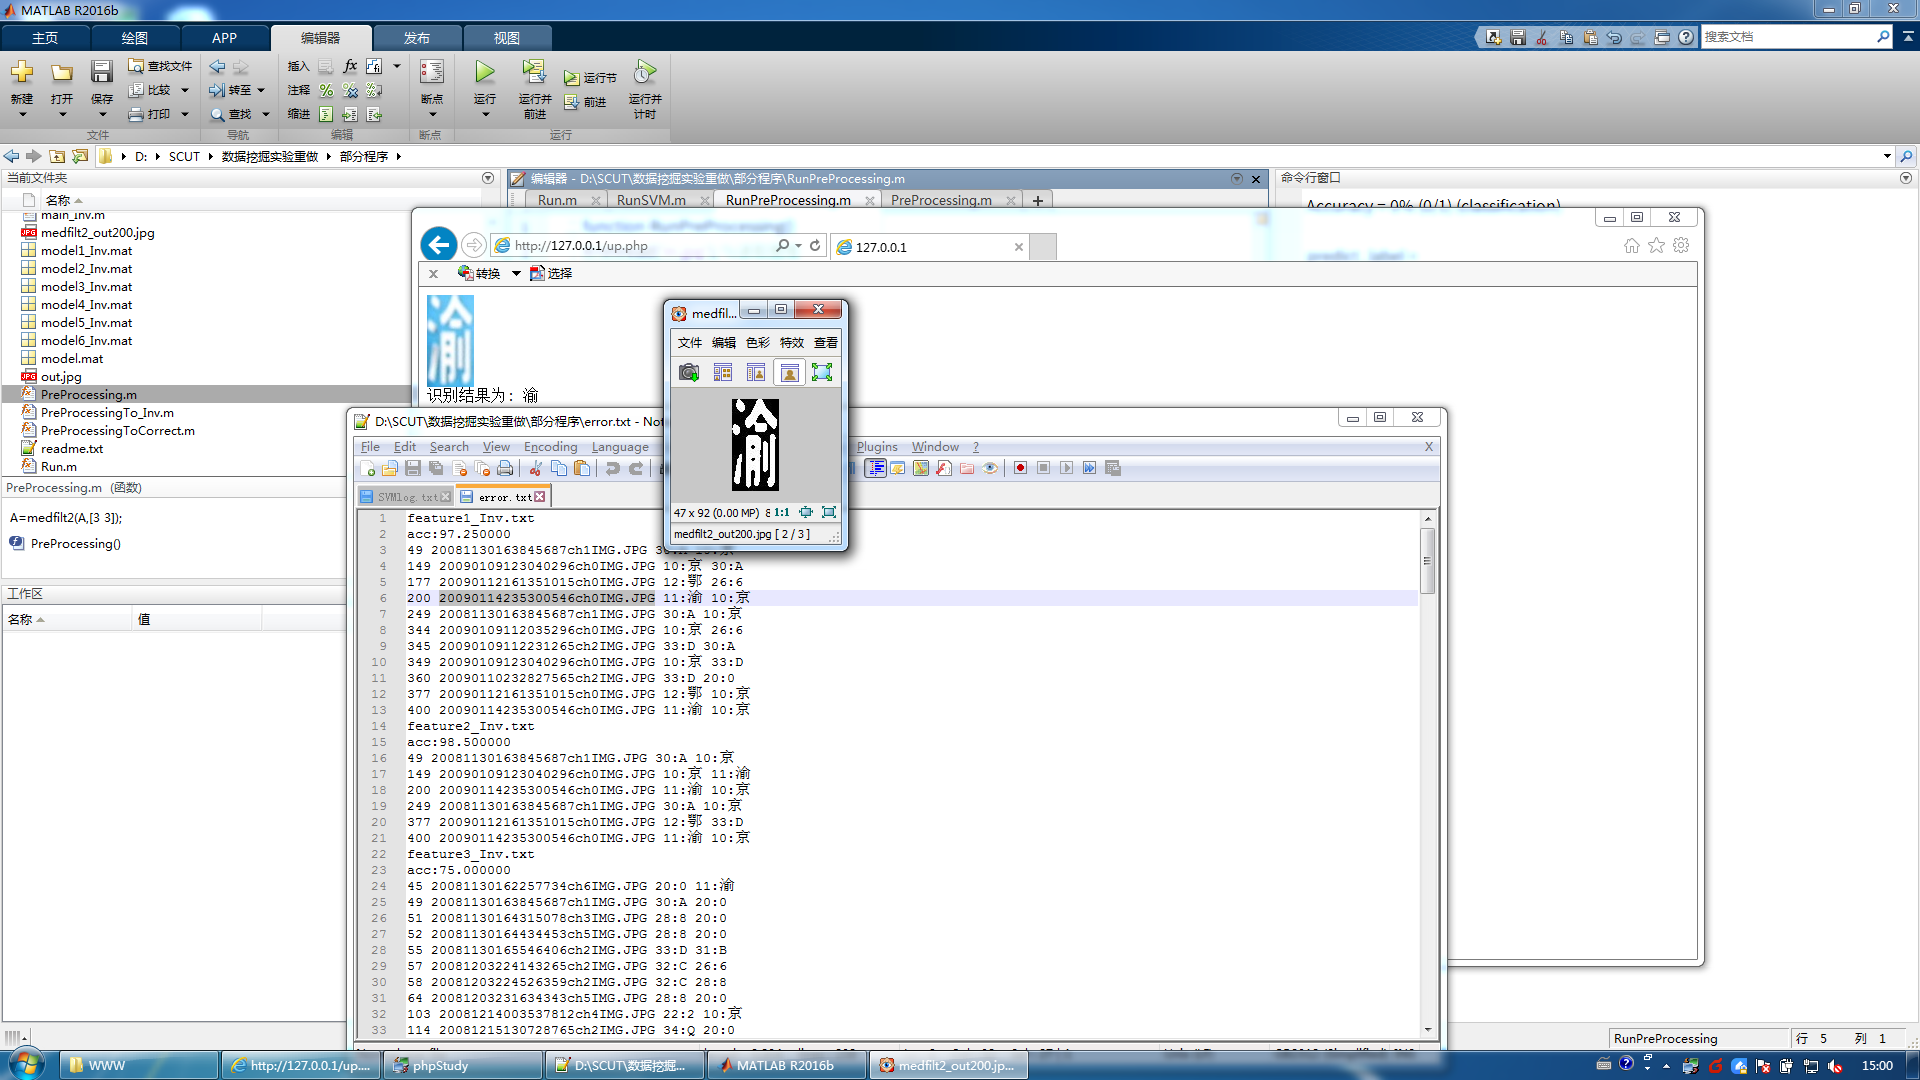 MATLAB R2016b
主页 绘图 APP 编辑器 发布 视图
搜索文档
新建 打开 保存 查找文件 比较 打印
转至 查找
插入 注释 缩进
断点
运行 运行并前进 运行节 前进 运行并计时
文件 导航 编辑 断点 运行
D: SCUT 数据挖掘实验重做 部分程序
当前文件夹
名称
main_Inv.m
medfilt2_out200.jpg
model1_Inv.mat
model2_Inv.mat
model3_Inv.mat
model4_Inv.mat
model5_Inv.mat
model6_Inv.mat
model.mat
out.jpg
PreProcessing.m
PreProcessingTo_Inv.m
PreProcessingToCorrect.m
readme.txt
Run.m
PreProcessing.m (函数)
A=medfilt2(A,[3 3]);
PreProcessing()
工作区
名称 值
编辑器 - D:\SCUT\数据挖掘实验重做\部分程序\RunPreProcessing.m
Run.m RunSVM.m RunPreProcessing.m PreProcessing.m
命令行窗口
Accuracy = 0% (0/1) (classification)
http://127.0.0.1/up.php
127.0.0.1
转换 选择
渝
识别结果为: 渝
medfil...
文件 编辑 色彩 特效 查看
渝
47 x 92 (0.00 MP) 8 1:1
medfilt2_out200.jpg [ 2 / 3 ]
D:\SCUT\数据挖掘实验重做\部分程序\error.txt - Not
File Edit Search View Encoding Language Plugins Window ? X
SVMlog.txt error.txt
1 feature1_Inv.txt
2 acc:97.250000
3 49 20081130163845687ch1IMG.JPG
4 149 20090109123040296ch0IMG.JPG 10:京 30:A
5 177 20090112161351015ch0IMG.JPG 12:鄂 26:6
6 200 20090114235300546ch0IMG.JPG 11:渝 10:京
7 249 20081130163845687ch1IMG.JPG 30:A 10:京
8 344 20090109112035296ch0IMG.JPG 10:京 26:6
9 345 20090109112231265ch2IMG.JPG 33:D 30:A
10 349 20090109123040296ch0IMG.JPG 10:京 33:D
11 360 20090110232827565ch2IMG.JPG 33:D 20:0
12 377 20090112161351015ch0IMG.JPG 12:鄂 10:京
13 400 20090114235300546ch0IMG.JPG 11:渝 10:京
14 feature2_Inv.txt
15 acc:98.500000
16 49 20081130163845687ch1IMG.JPG 30:A 10:京
17 149 20090109123040296ch0IMG.JPG 10:京 11:渝
18 200 20090114235300546ch0IMG.JPG 11:渝 10:京
19 249 20081130163845687ch1IMG.JPG 30:A 10:京
20 377 20090112161351015ch0IMG.JPG 12:鄂 33:D
21 400 20090114235300546ch0IMG.JPG 11:渝 10:京
22 feature3_Inv.txt
23 acc:75.000000
24 45 20081130162257734ch6IMG.JPG 20:0 11:渝
25 49 20081130163845687ch1IMG.JPG 30:A 20:0
26 51 20081130164315078ch3IMG.JPG 28:8 20:0
27 52 20081130164434453ch5IMG.JPG 28:8 20:0
28 55 20081130165546406ch2IMG.JPG 33:D 31:B
29 57 20081203224143265ch2IMG.JPG 32:C 26:6
30 58 20081203224526359ch2IMG.JPG 32:C 28:8
31 64 20081203231634343ch5IMG.JPG 28:8 20:0
32 103 20081214003537812ch4IMG.JPG 22:2 10:京
33 114 20081215130728765ch2IMG.JPG 34:Q 20:0
RunPreProcessing 行 5 列 1
WWW http://127.0.0.1/up.... phpStudy D:\SCUT\数据挖掘... MATLAB R2016b medfilt2_out200.jp... 15:00